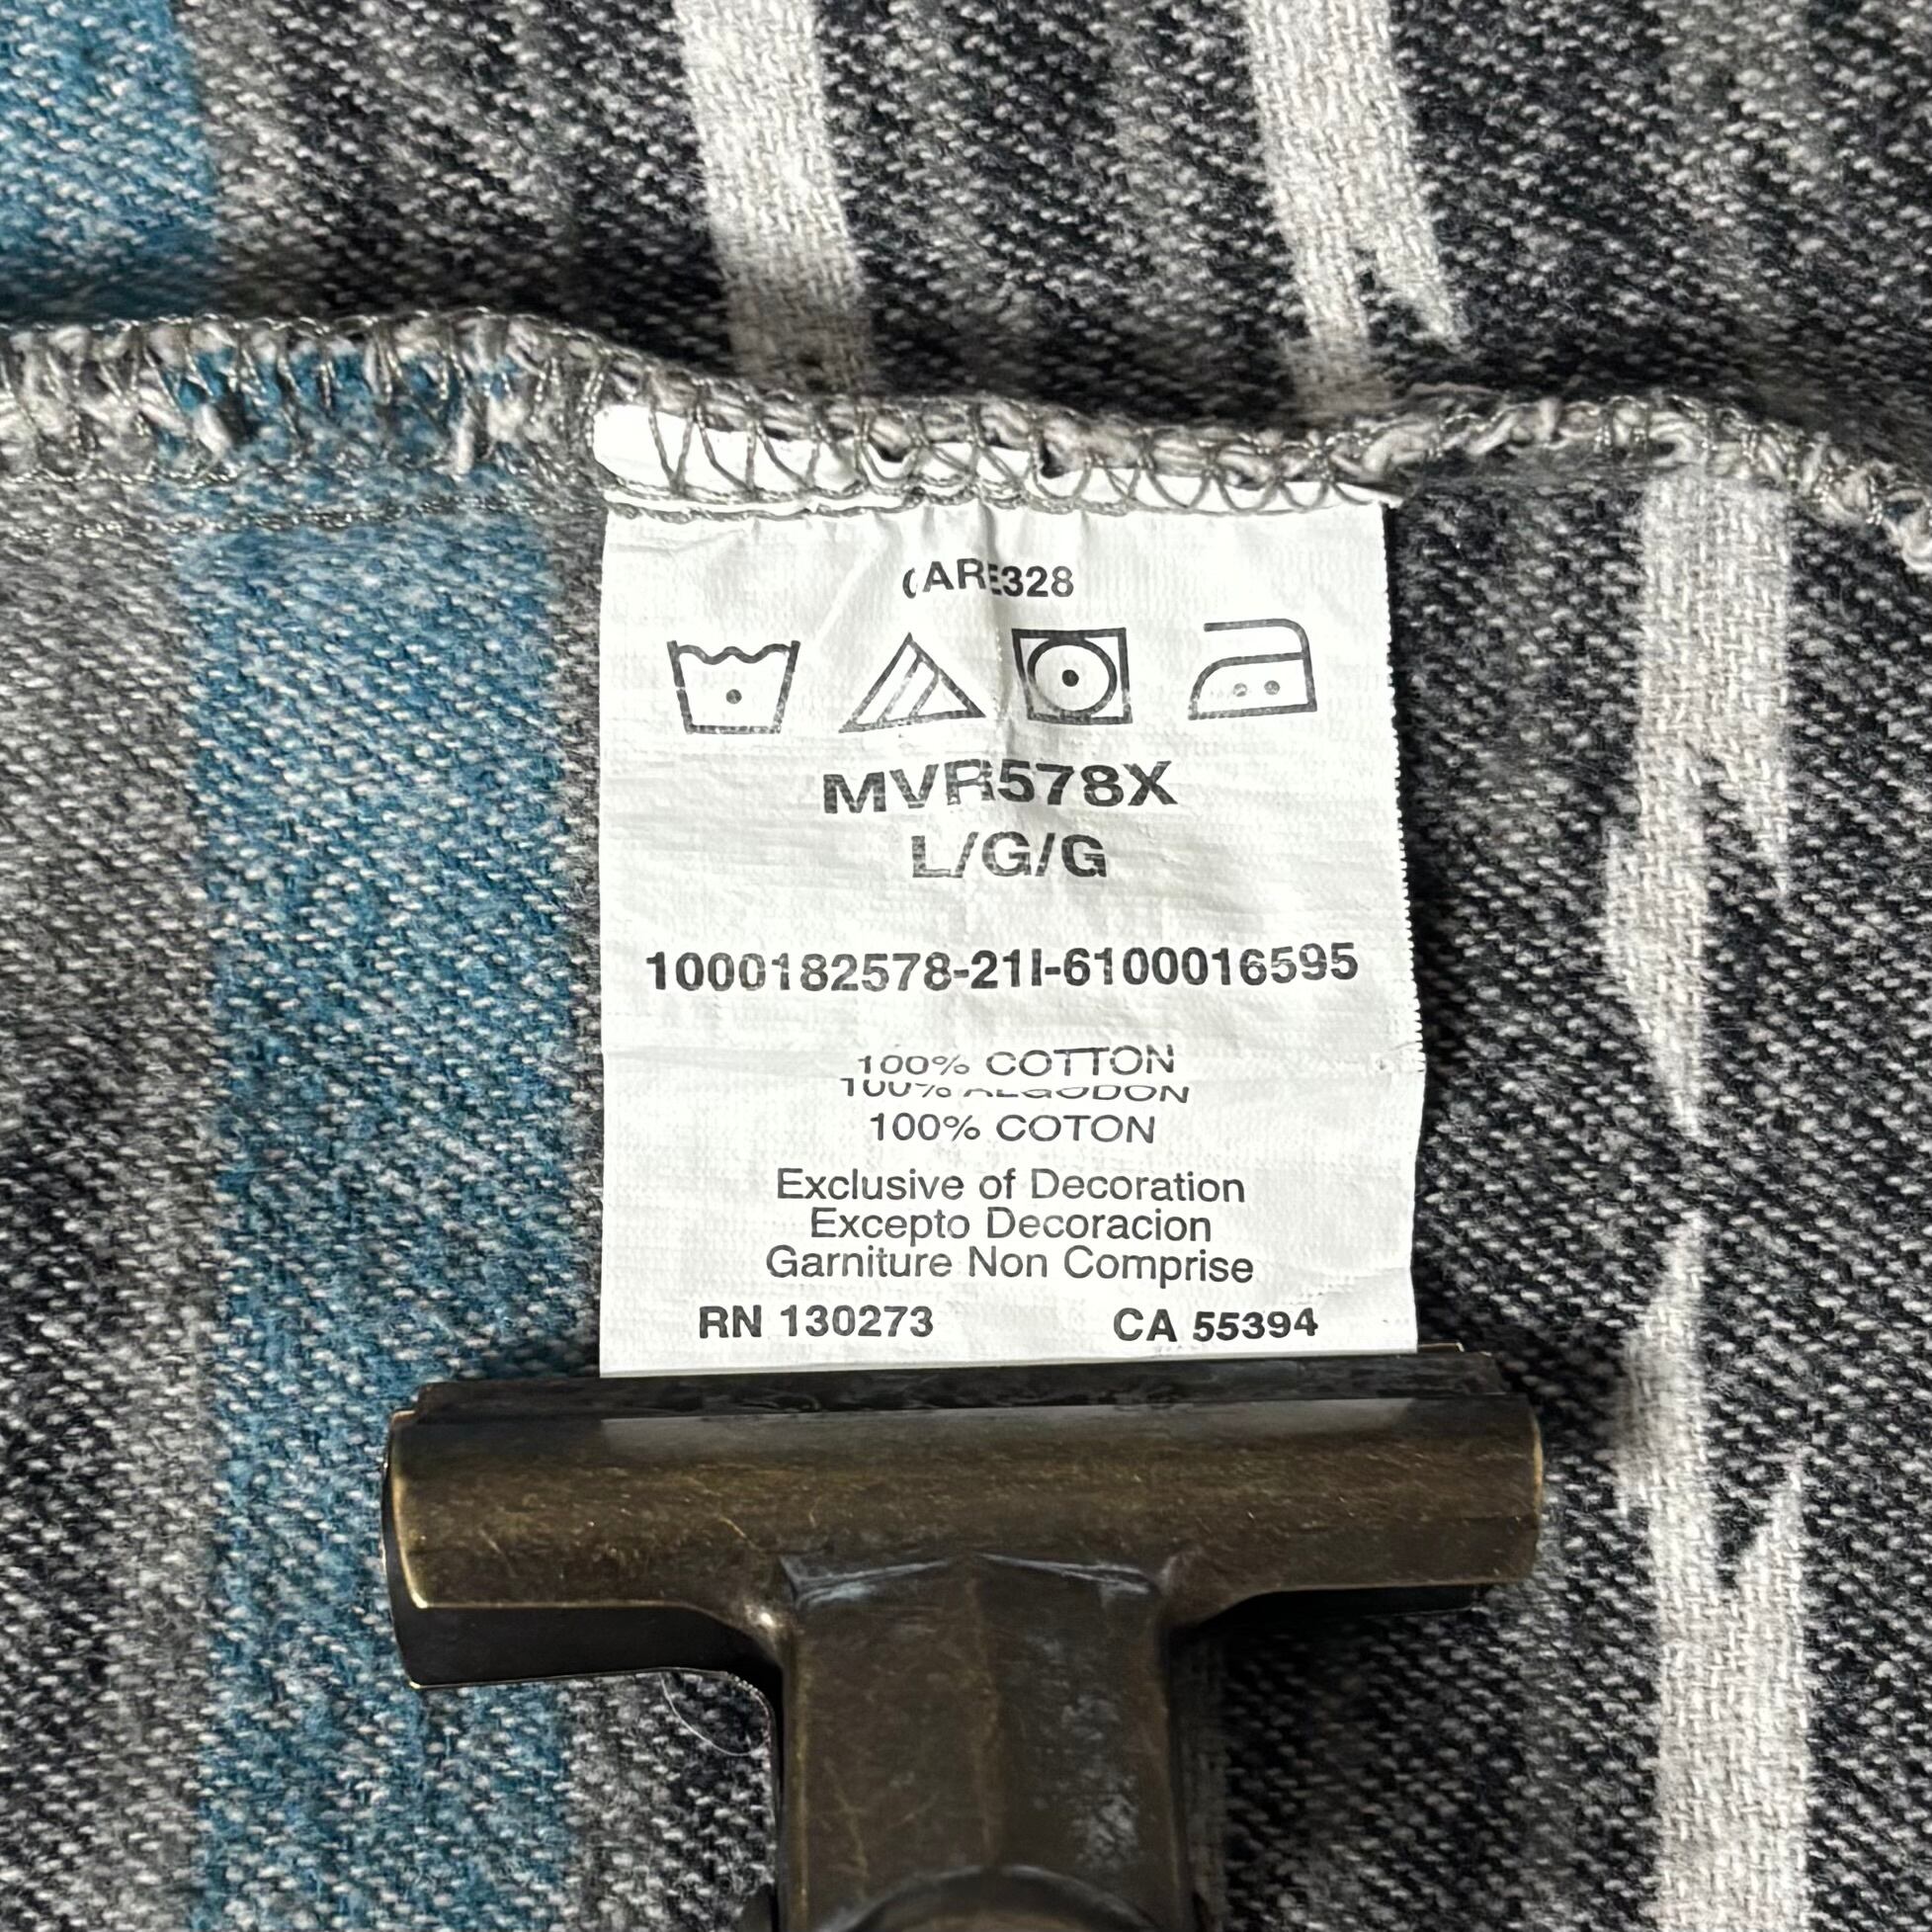 CARE328
MVR578X
L/G/G
1000182578-21I-6100016595
100% COTTON
100% ALGODON
100% COTON
Exclusive of Decoration
Excepto Decoracion
Garniture Non Comprise
RN 130273 CA 55394